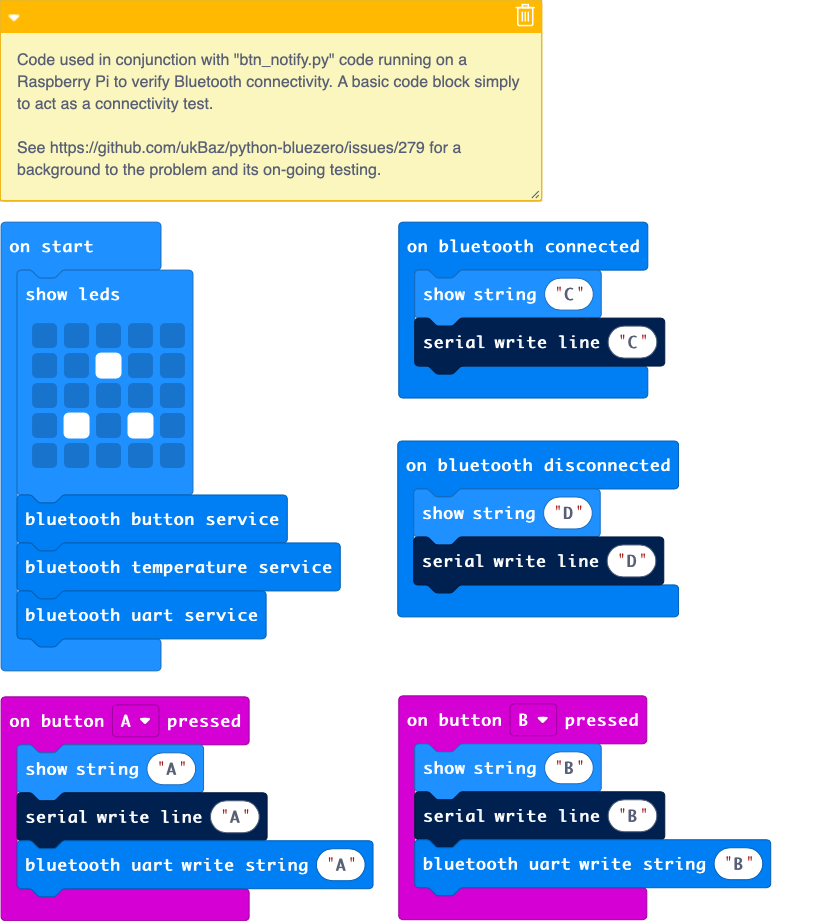 Code used in conjunction with "btn_notify.py" code running on a
Raspberry Pi to verify Bluetooth connectivity. A basic code block simply
to act as a connectivity test.
See https://github.com/ukBaz/python-bluezero/issues/279 for a
background to the problem and its on-going testing.
on start
show leds
bluetooth button service
bluetooth temperature service
bluetooth uart service
on bluetooth connected
show string "C"
serial write line "C"
on bluetooth disconnected
show string "D"
serial write line "D"
on button A pressed
show string "A"
serial write line "A"
bluetooth uart write string "A"
on button B pressed
show string "B"
serial write line "B"
bluetooth uart write string "B"